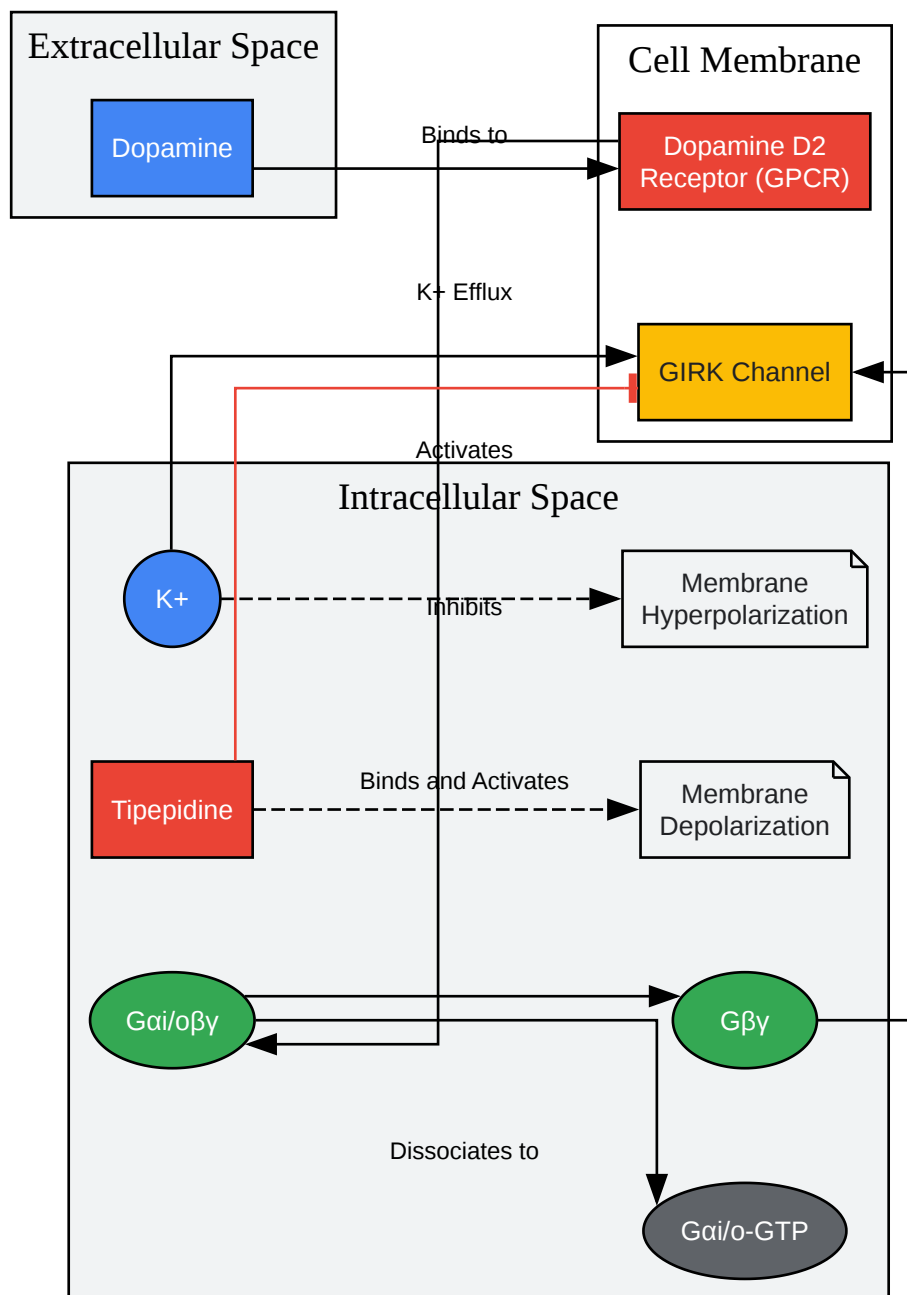 Extracellular Space
Cell Membrane
Dopamine
Binds to
Dopamine D2
Receptor (GPCR)
K+ Efflux
GIRK Channel
Activates
Intracellular Space
K+
Inhibits
Membrane
Hyperpolarization
Tipepidine
Binds and Activates
Membrane
Depolarization
Gαi/oβγ
Gβγ
Dissociates to
Gαi/o-GTP